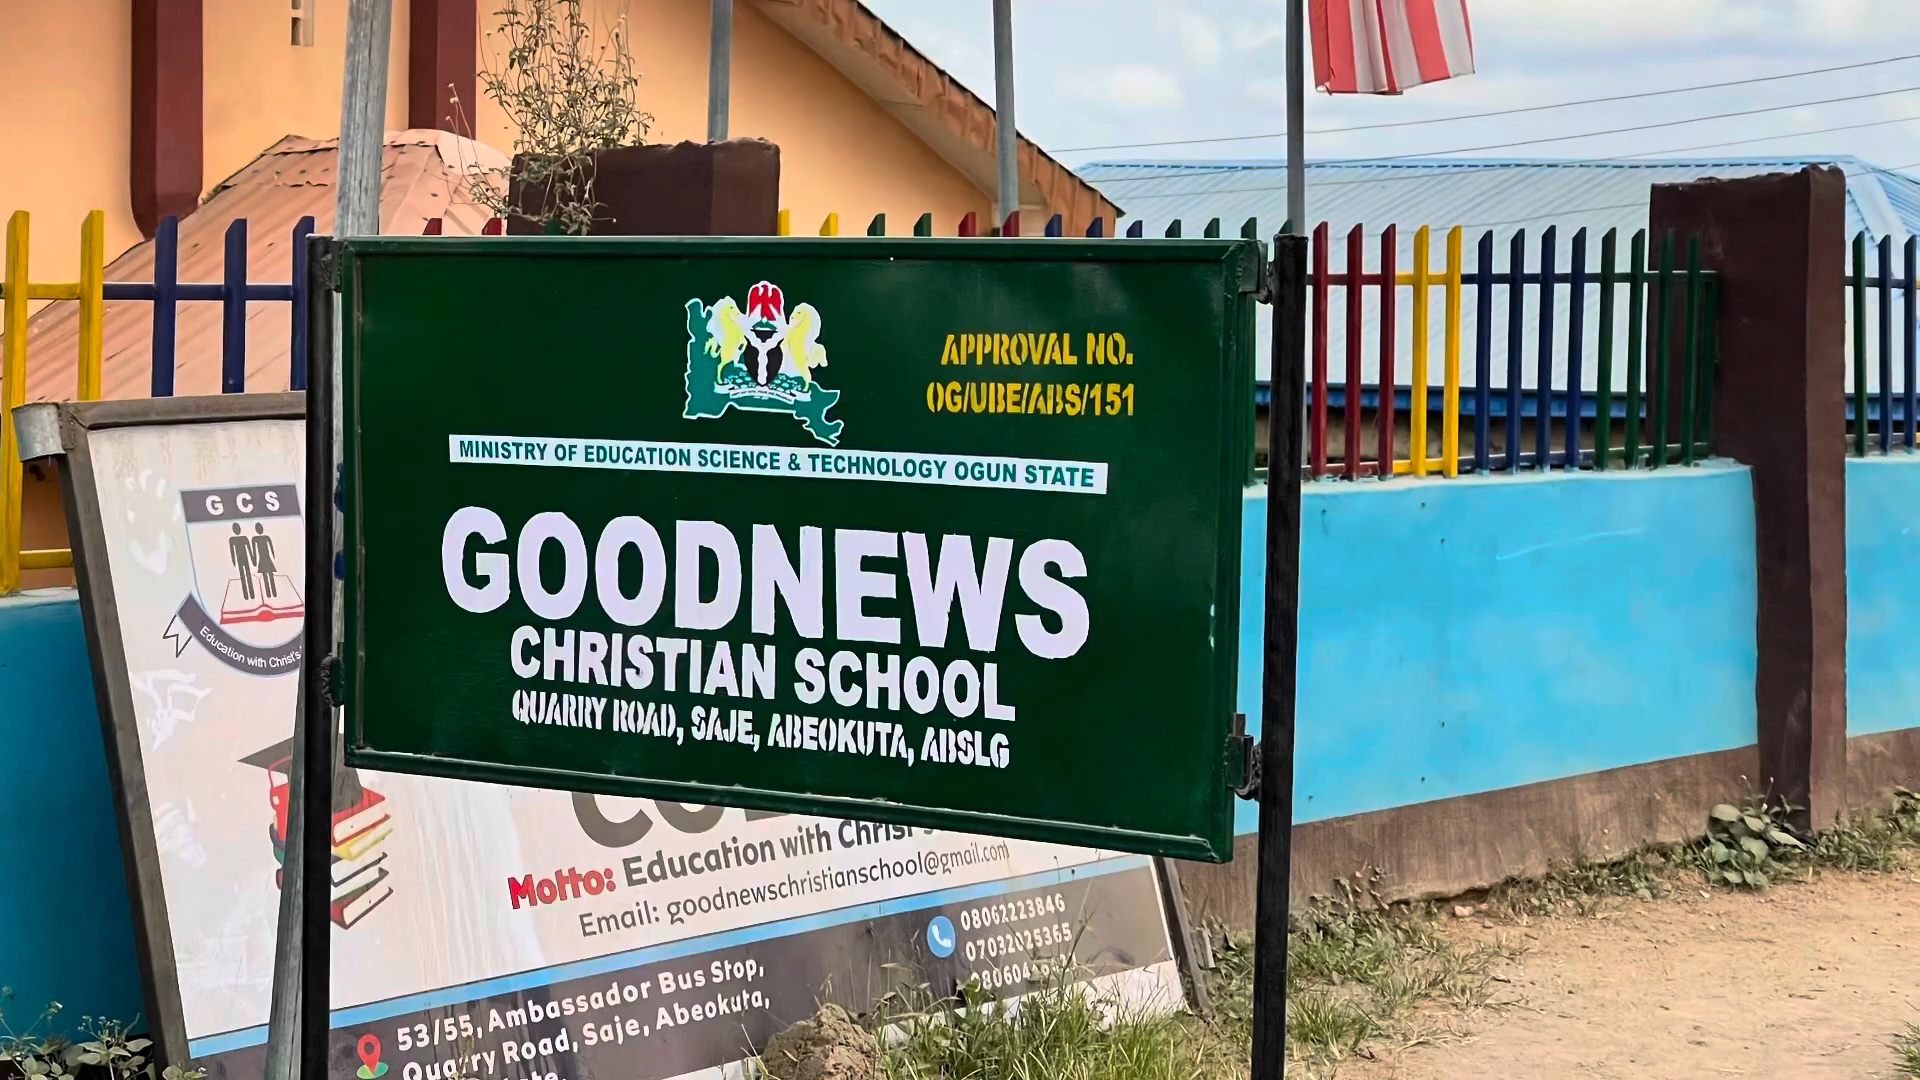 APPROVAL NO.
OG/UBE/ABS/151
MINISTRY OF EDUCATION SCIENCE & TECHNOLOGY OGUN STATE
GOODNEWS
CHRISTIAN SCHOOL
QUARRY ROAD, SAJE, ABEOKUTA, ABSLG
GCS
Education with Christ's
Motto: Education with Christ's
Email: goodnewschristianschool@gmail.com
08062223846
07032025365
53/55, Ambassador Bus Stop,
Quarry Road, Saje, Abeokuta,